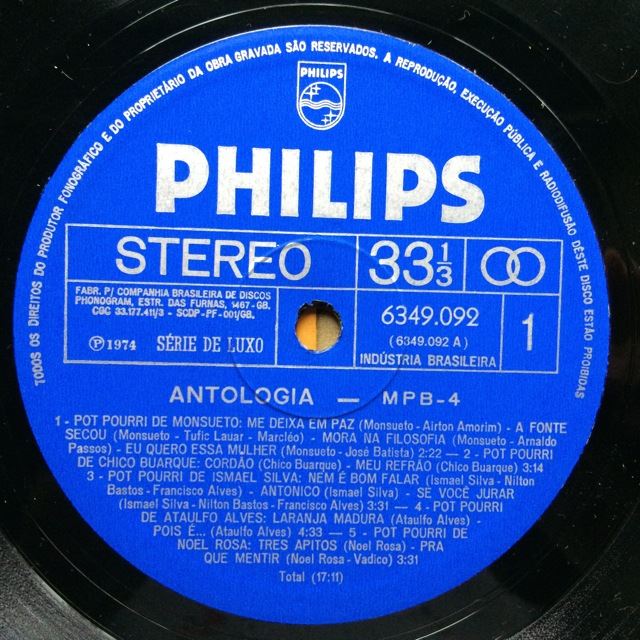 TODOS OS DIREITOS DO PRODUTOR FONOGRÁFICO E DO PROPRIETÁRIO DA OBRA GRAVADA SÃO RESERVADOS. A REPRODUÇÃO, EXECUÇÃO PÚBLICA E RADIODIFUSÃO DÊSTE DISCO ESTÃO PROIBIDAS
PHILIPS
PHILIPS
STEREO
33 1/3
FABR. P/ COMPANHIA BRASILEIRA DE DISCOS
PHONOGRAM, ESTR. DAS FURNAS, 1467-GB.
CGC 33.177.411/3 - SCDP-PF-001/GB.
℗ 1974 SÉRIE DE LUXO
6349.092
(6349.092 A)
INDÚSTRIA BRASILEIRA
1
ANTOLOGIA — MPB-4
1 - POT POURRI DE MONSUETO: ME DEIXA EM PAZ (Monsueto - Airton Amorim) - A FONTE
SECOU (Monsueto - Tufic Lauar - Marcléo) - MORA NA FILOSOFIA (Monsueto - Arnaldo
Passos) - EU QUERO ESSA MULHER (Monsueto - José Batista) 2:22 — 2 - POT POURRI
DE CHICO BUARQUE: CORDÃO (Chico Buarque) - MEU REFRÃO (Chico Buarque) 3:14
3 - POT POURRI DE ISMAEL SILVA: NEM É BOM FALAR (Ismael Silva - Nilton
Bastos - Francisco Alves) - ANTONICO (Ismael Silva) - SE VOCÊ JURAR
(Ismael Silva - Nilton Bastos - Francisco Alves) 3:31 — 4 - POT POURRI
DE ATAULFO ALVES: LARANJA MADURA (Ataulfo Alves) -
POIS É... (Ataulfo Alves) 4:33 — 5 - POT POURRI DE
NOEL ROSA: TRES APITOS (Noel Rosa) - PRA
QUE MENTIR (Noel Rosa - Vadico) 3:31
Total (17:11)